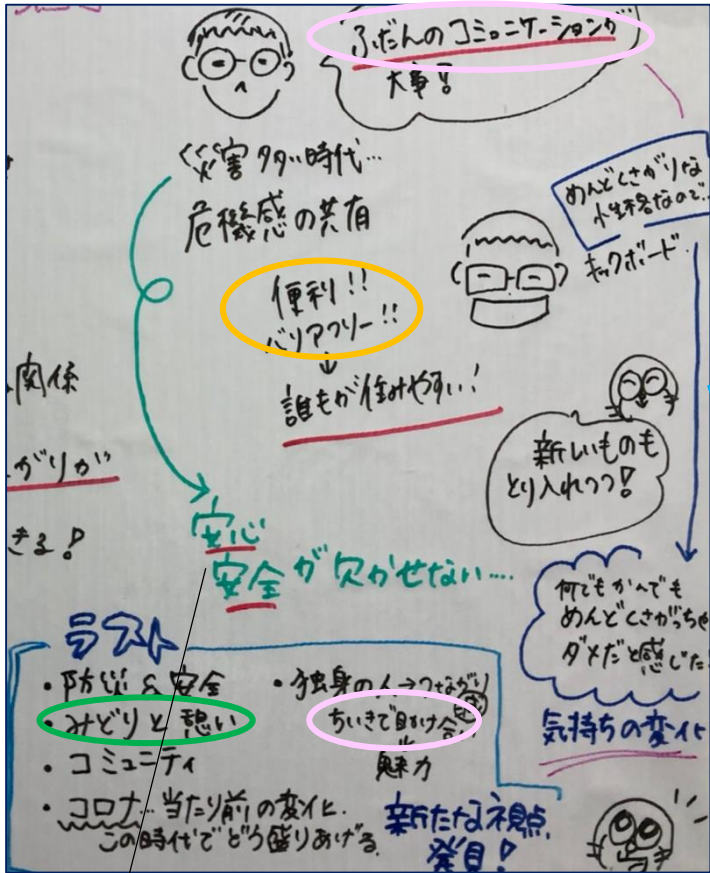 ふだんのコミュニケーションが
大事!
災害多い時代…
危機感の共有
めんどくさがりな
性格なので…
キックボード
便利!!
バリアフリー!!
↓
誰もが住みやすい!
関係
がりが
きる!
新しいものも
とり入れつつ!
安心
安全が欠かせない…
何でもかんでも
めんどくさがっちゃ
ダメだと感じた
気持ちの変化
ラスト
・防災&安全
・みどりと憩い
・コミュニティ
・コロナ…当たり前の変化
この時代でどう盛りあげる
・独身の人→つながり
ちいきで助け合い
魅力
新たな視点
発見!